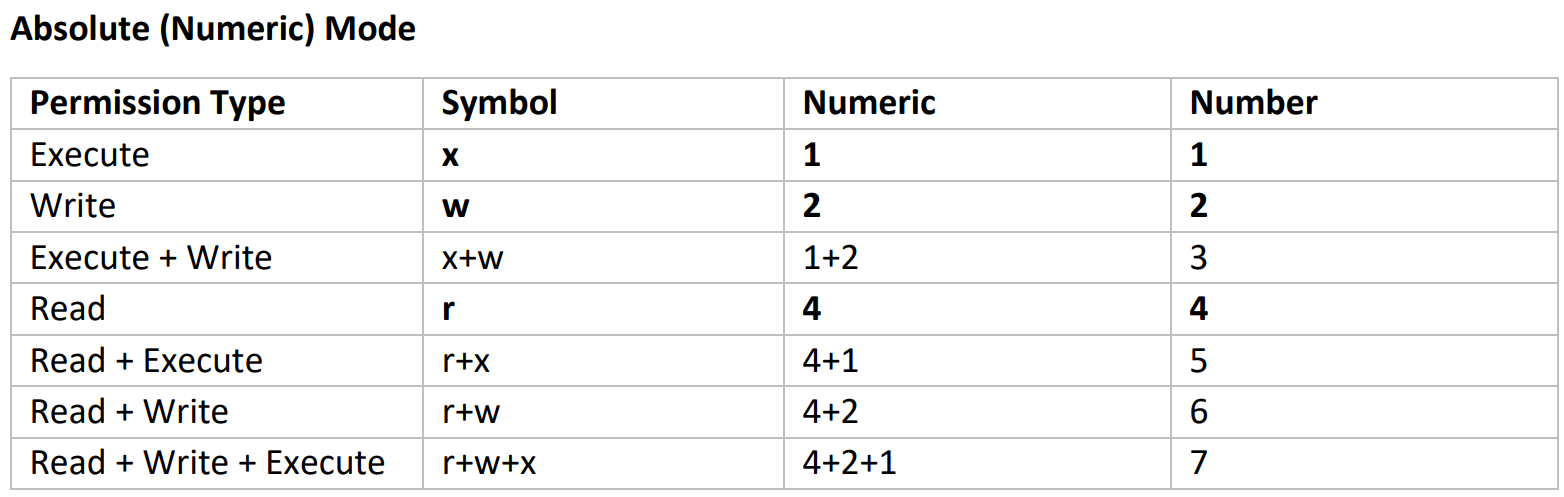 Absolute (Numeric) Mode
Permission Type Symbol Numeric Number
Execute x 1 1
Write w 2 2
Execute + Write x+w 1+2 3
Read r 4 4
Read + Execute r+x 4+1 5
Read + Write r+w 4+2 6
Read + Write + Execute r+w+x 4+2+1 7